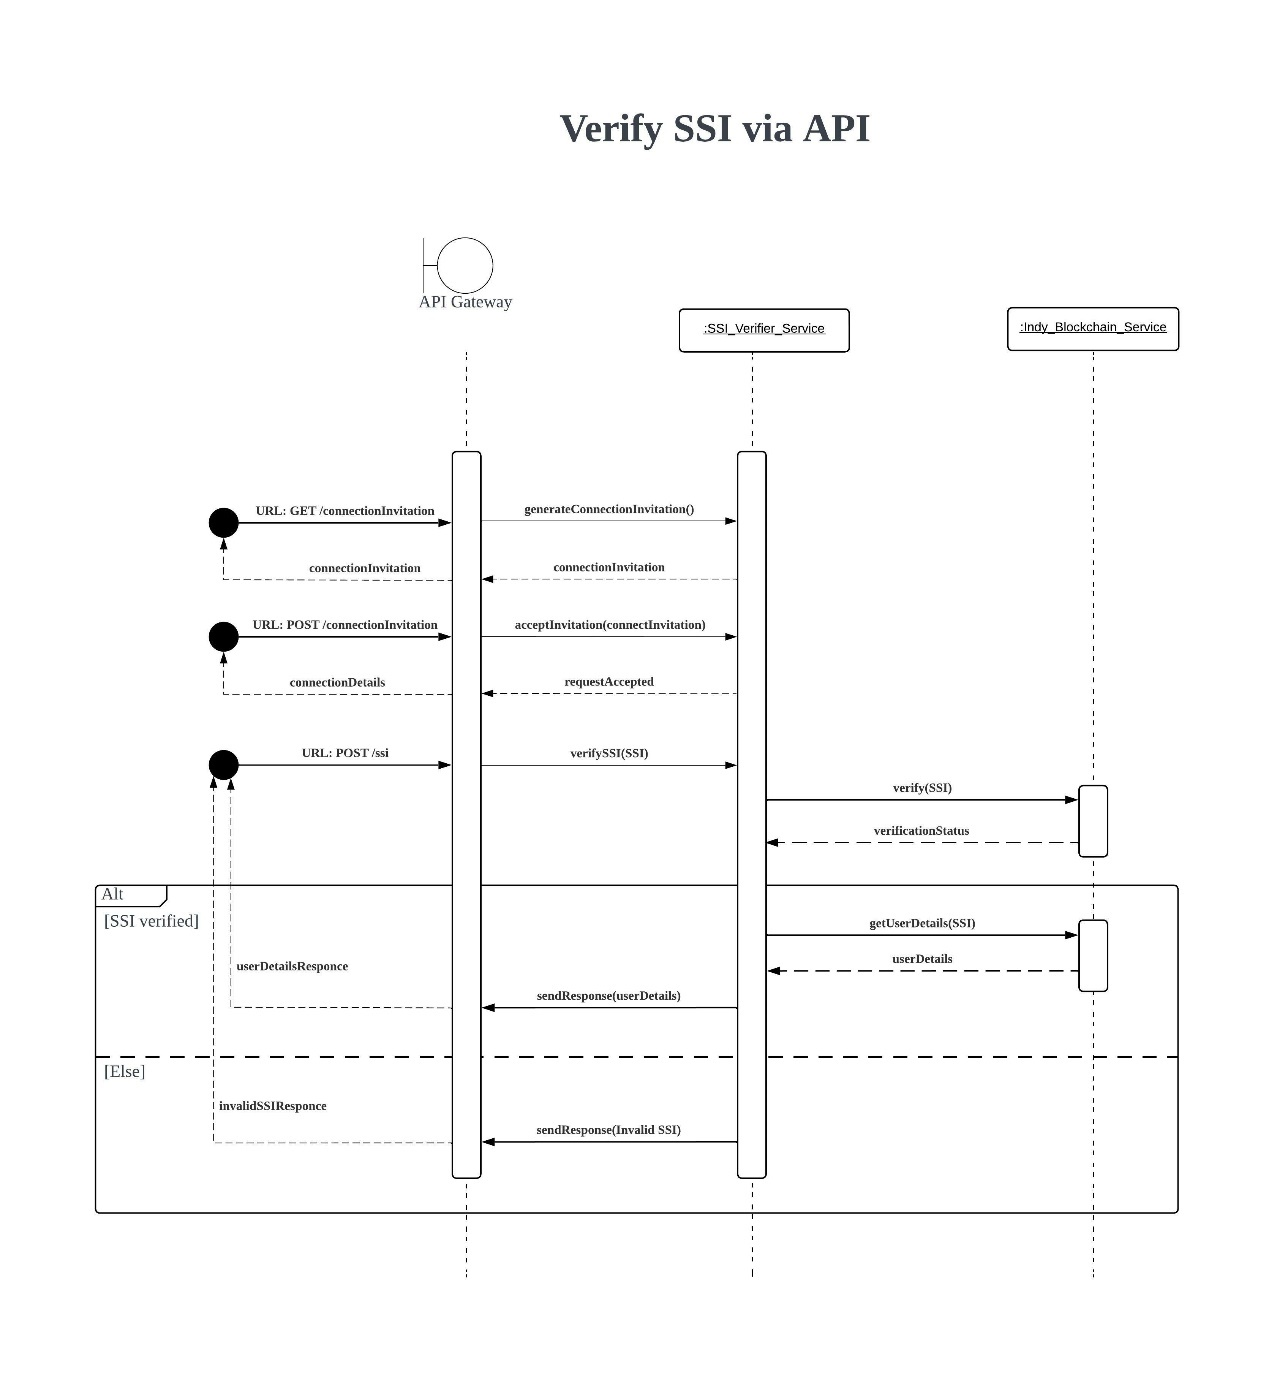 Verify SSI via API
API Gateway
:SSI_Verifier_Service
:Indy_Blockchain_Service
URL: GET /connectionInvitation
generateConnectionInvitation()
connectionInvitation
connectionInvitation
URL: POST /connectionInvitation
acceptInvitation(connectInvitation)
connectionDetails
requestAccepted
URL: POST /ssi
verifySSI(SSI)
verify(SSI)
verificationStatus
Alt
[SSI verified]
getUserDetails(SSI)
userDetails
userDetailsResponce
sendResponse(userDetails)
[Else]
invalidSSIResponce
sendResponse(Invalid SSI)